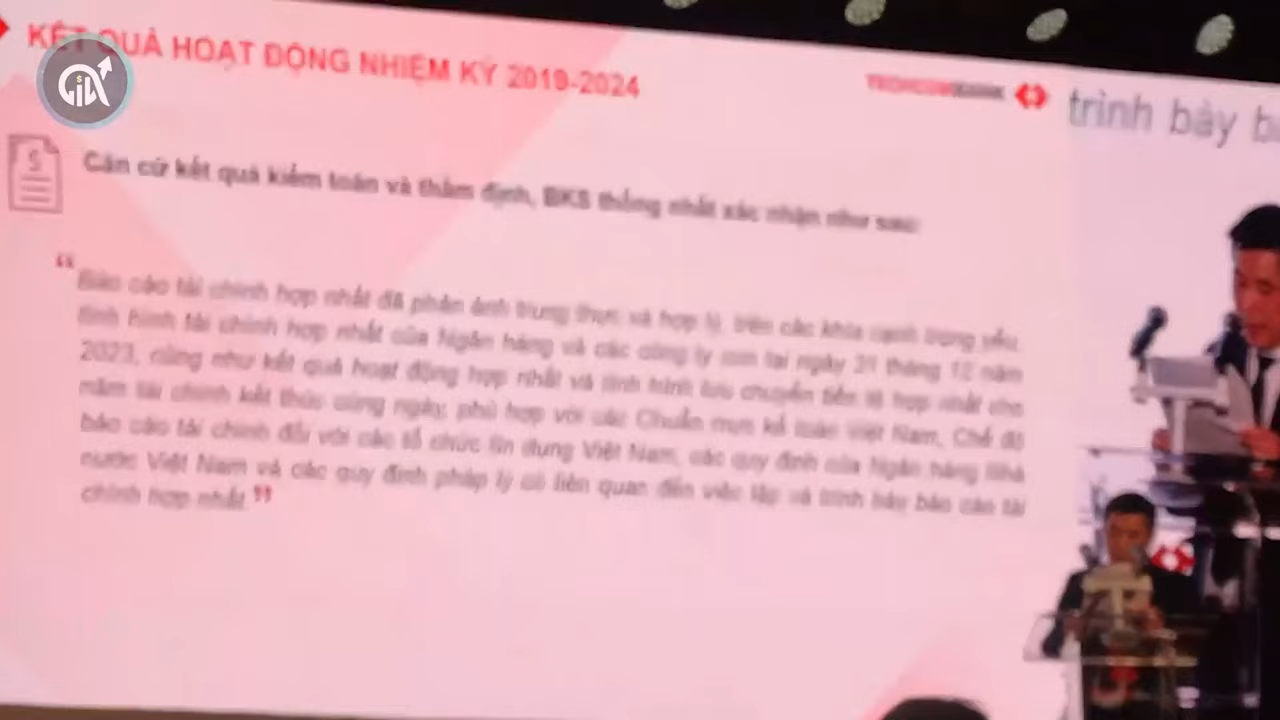 KẾT QUẢ HOẠT ĐỘNG NHIỆM KỲ 2019-2024
GILA
TECHCOMBANK
trình bày b
Căn cứ kết quả kiểm toán và thẩm định, BKS thống nhất xác nhận như sau:
“Báo cáo tài chính hợp nhất đã phản ánh trung thực và hợp lý, trên các khía cạnh trọng yếu,
tình hình tài chính hợp nhất của Ngân hàng và các công ty con tại ngày 31 tháng 12 năm
2023, cũng như kết quả hoạt động hợp nhất và tình hình lưu chuyển tiền tệ hợp nhất cho
năm tài chính kết thúc cùng ngày, phù hợp với các Chuẩn mực kế toán Việt Nam, Chế độ
báo cáo tài chính đối với các tổ chức tín dụng Việt Nam, các quy định của Ngân hàng Nhà
nước Việt Nam và các quy định pháp lý có liên quan đến việc lập và trình bày báo cáo tài
chính hợp nhất.”